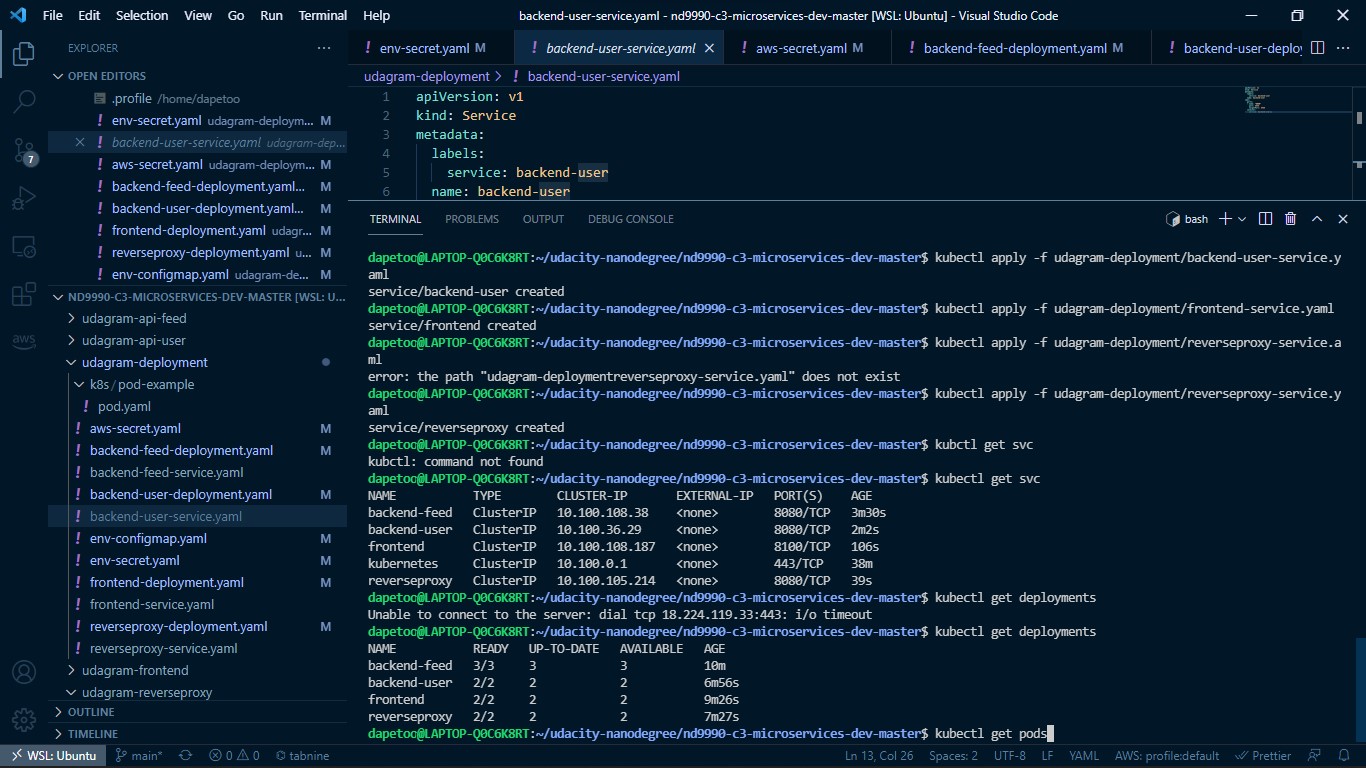 File Edit Selection View Go Run Terminal Help
backend-user-service.yaml - nd9990-c3-microservices-dev-master [WSL: Ubuntu] - Visual Studio Code
EXPLORER
OPEN EDITORS
.profile /home/dapetoo
env-secret.yaml udagram-deploym... M
backend-user-service.yaml udagram-dep...
aws-secret.yaml udagram-deploym... M
backend-feed-deployment.yaml... M
backend-user-deployment.yaml... M
frontend-deployment.yaml udagr... M
reverseproxy-deployment.yaml u... M
env-configmap.yaml udagram-de... M
ND9990-C3-MICROSERVICES-DEV-MASTER [WSL: U...
udagram-api-feed
udagram-api-user
udagram-deployment
k8s / pod-example
pod.yaml
aws-secret.yaml M
backend-feed-deployment.yaml M
backend-feed-service.yaml
backend-user-deployment.yaml M
backend-user-service.yaml
env-configmap.yaml M
env-secret.yaml M
frontend-deployment.yaml M
frontend-service.yaml
reverseproxy-deployment.yaml M
reverseproxy-service.yaml
udagram-frontend
udagram-reverseproxy
OUTLINE
TIMELINE
7
aws
env-secret.yaml M backend-user-service.yaml aws-secret.yaml M backend-feed-deployment.yaml M backend-user-deploy
udagram-deployment > backend-user-service.yaml
1 apiVersion: v1
2 kind: Service
3 metadata:
4 labels:
5 service: backend-user
6 name: backend-user
TERMINAL PROBLEMS OUTPUT DEBUG CONSOLE bash
dapetoo@LAPTOP-Q0C6K8RT:~/udacity-nanodegree/nd9990-c3-microservices-dev-master$ kubectl apply -f udagram-deployment/backend-user-service.y
aml
service/backend-user created
dapetoo@LAPTOP-Q0C6K8RT:~/udacity-nanodegree/nd9990-c3-microservices-dev-master$ kubectl apply -f udagram-deployment/frontend-service.yaml
service/frontend created
dapetoo@LAPTOP-Q0C6K8RT:~/udacity-nanodegree/nd9990-c3-microservices-dev-master$ kubectl apply -f udagram-deployment/reverseproxy-service.a
ml
error: the path "udagram-deploymentreverseproxy-service.yaml" does not exist
dapetoo@LAPTOP-Q0C6K8RT:~/udacity-nanodegree/nd9990-c3-microservices-dev-master$ kubectl apply -f udagram-deployment/reverseproxy-service.y
aml
service/reverseproxy created
dapetoo@LAPTOP-Q0C6K8RT:~/udacity-nanodegree/nd9990-c3-microservices-dev-master$ kubctl get svc
kubctl: command not found
dapetoo@LAPTOP-Q0C6K8RT:~/udacity-nanodegree/nd9990-c3-microservices-dev-master$ kubectl get svc
NAME TYPE CLUSTER-IP EXTERNAL-IP PORT(S) AGE
backend-feed ClusterIP 10.100.108.38 <none> 8080/TCP 3m30s
backend-user ClusterIP 10.100.36.29 <none> 8080/TCP 2m2s
frontend ClusterIP 10.100.108.187 <none> 8100/TCP 106s
kubernetes ClusterIP 10.100.0.1 <none> 443/TCP 38m
reverseproxy ClusterIP 10.100.105.214 <none> 8080/TCP 39s
dapetoo@LAPTOP-Q0C6K8RT:~/udacity-nanodegree/nd9990-c3-microservices-dev-master$ kubectl get deployments
Unable to connect to the server: dial tcp 18.224.119.33:443: i/o timeout
dapetoo@LAPTOP-Q0C6K8RT:~/udacity-nanodegree/nd9990-c3-microservices-dev-master$ kubectl get deployments
NAME READY UP-TO-DATE AVAILABLE AGE
backend-feed 3/3 3 3 10m
backend-user 2/2 2 2 6m56s
frontend 2/2 2 2 9m26s
reverseproxy 2/2 2 2 7m27s
dapetoo@LAPTOP-Q0C6K8RT:~/udacity-nanodegree/nd9990-c3-microservices-dev-master$ kubectl get pods
WSL: Ubuntu main* 0 0 tabnine Ln 13, Col 26 Spaces: 2 UTF-8 LF YAML AWS: profile:default Prettier